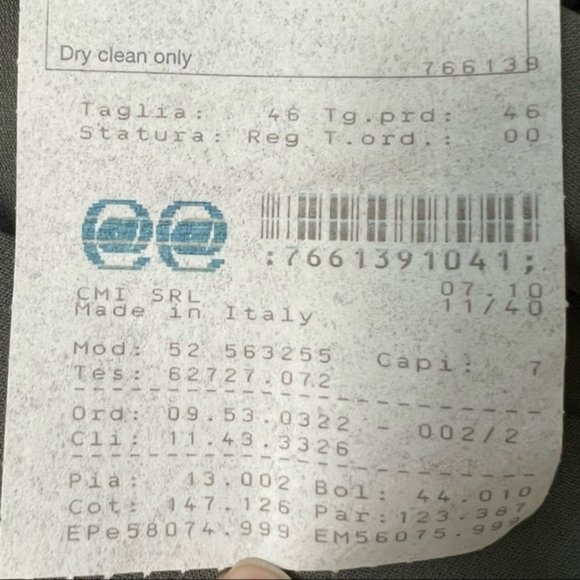 Dry clean only
766139
Taglia: 46 Tg.prd: 46
Statura: Reg T.ord.: 00
:7661391041;
CMI SRL 07.10
Made in Italy 11/40
Mod: 52 563255 Capi: 7
Tes: 62727.072
Ord: 09.53.0322 - 002/2
Cli: 11.43.3326
Pia: 13.002 Bol: 44.010
Cot: 147.126 Par:123.387
EPe58074.999 EM56075.999